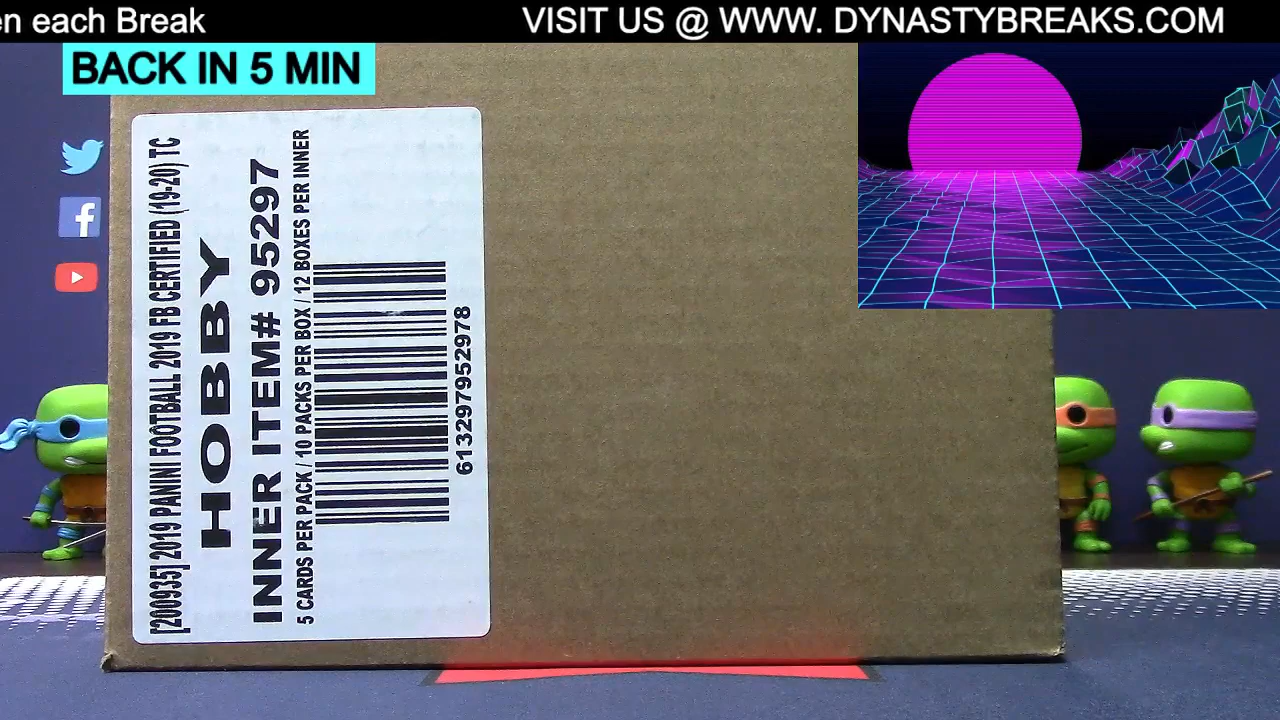 en each Break
VISIT US @ WWW. DYNASTYBREAKS.COM
BACK IN 5 MIN
[200935] 2019 PANINI FOOTBALL 2019 FB CERTIFIED (19-20) TC
HOBBY
INNER ITEM# 95297
5 CARDS PER PACK / 10 PACKS PER BOX / 12 BOXES PER INNER
613297952978